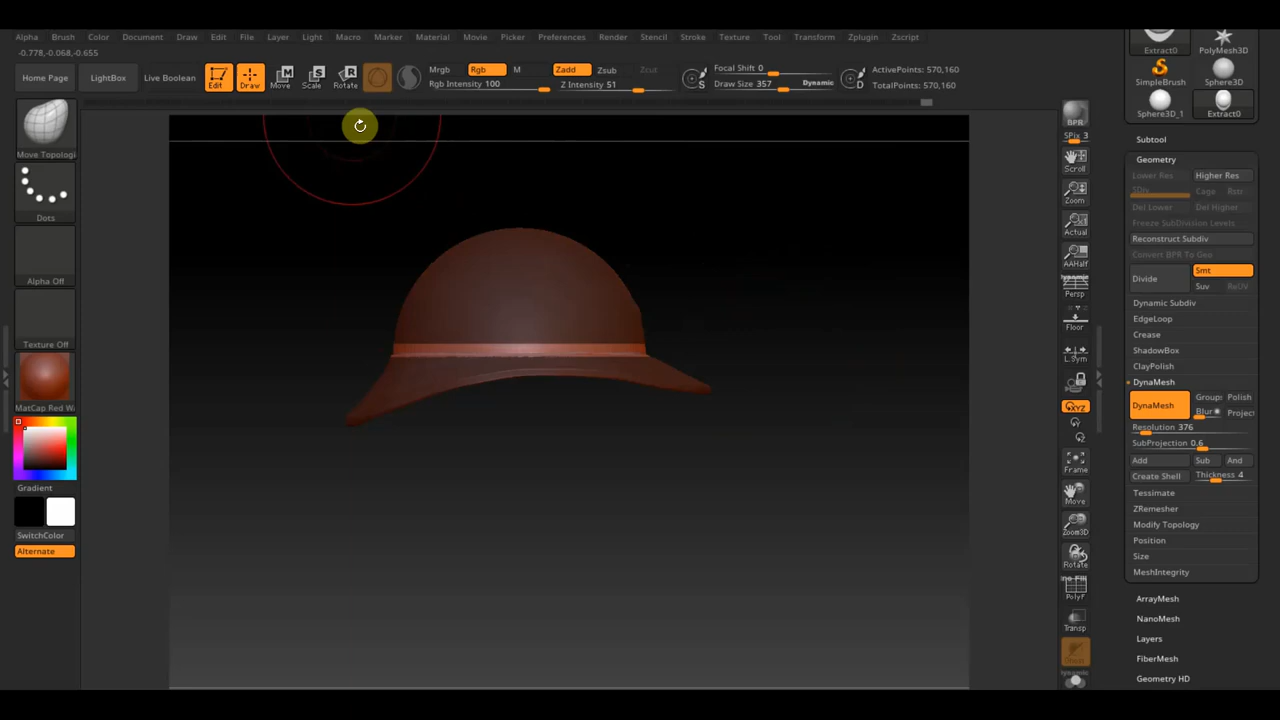 Alpha Brush Color Document Draw Edit File Layer Light Macro Marker Material Movie Picker Preferences Render Stencil Stroke Texture Tool Transform Zplugin Zscript
-0.778,-0.068,-0.655
Home Page LightBox Live Boolean Edit Draw Move Scale Rotate
Mrgb Rgb M Zadd Zsub Zcut
Rgb Intensity 100 Z Intensity 51
S Focal Shift 0
Draw Size 357 Dynamic D
ActivePoints: 570,160
TotalPoints: 570,160
Move Topologi
Dots
Alpha Off
Texture Off
MatCap Red Wa
Gradient
SwitchColor
Alternate
BPR
SPix 3
Scroll
Zoom
Actual
AAHalf
Dynamic
Persp
Floor
L.Sym
XYZ
Frame
Move
Zoom3D
Rotate
PolyF
Transp
Dynamic
Extract0 PolyMesh3D
SimpleBrush Sphere3D
Sphere3D_1 Extract0
Subtool
Geometry
Lower Res Higher Res
SDiv Cage Rstr
Del Lower Del Higher
Freeze SubDivision Levels
Reconstruct Subdiv
Convert BPR To Geo
Divide Smt
Suv ReUV
Dynamic Subdiv
EdgeLoop
Crease
ShadowBox
ClayPolish
DynaMesh
DynaMesh Groups Polish
Blur Project
Resolution 376
SubProjection 0.6
Add Sub And
Create Shell Thickness 4
Tessimate
ZRemesher
Modify Topology
Position
Size
MeshIntegrity
ArrayMesh
NanoMesh
Layers
FiberMesh
Geometry HD